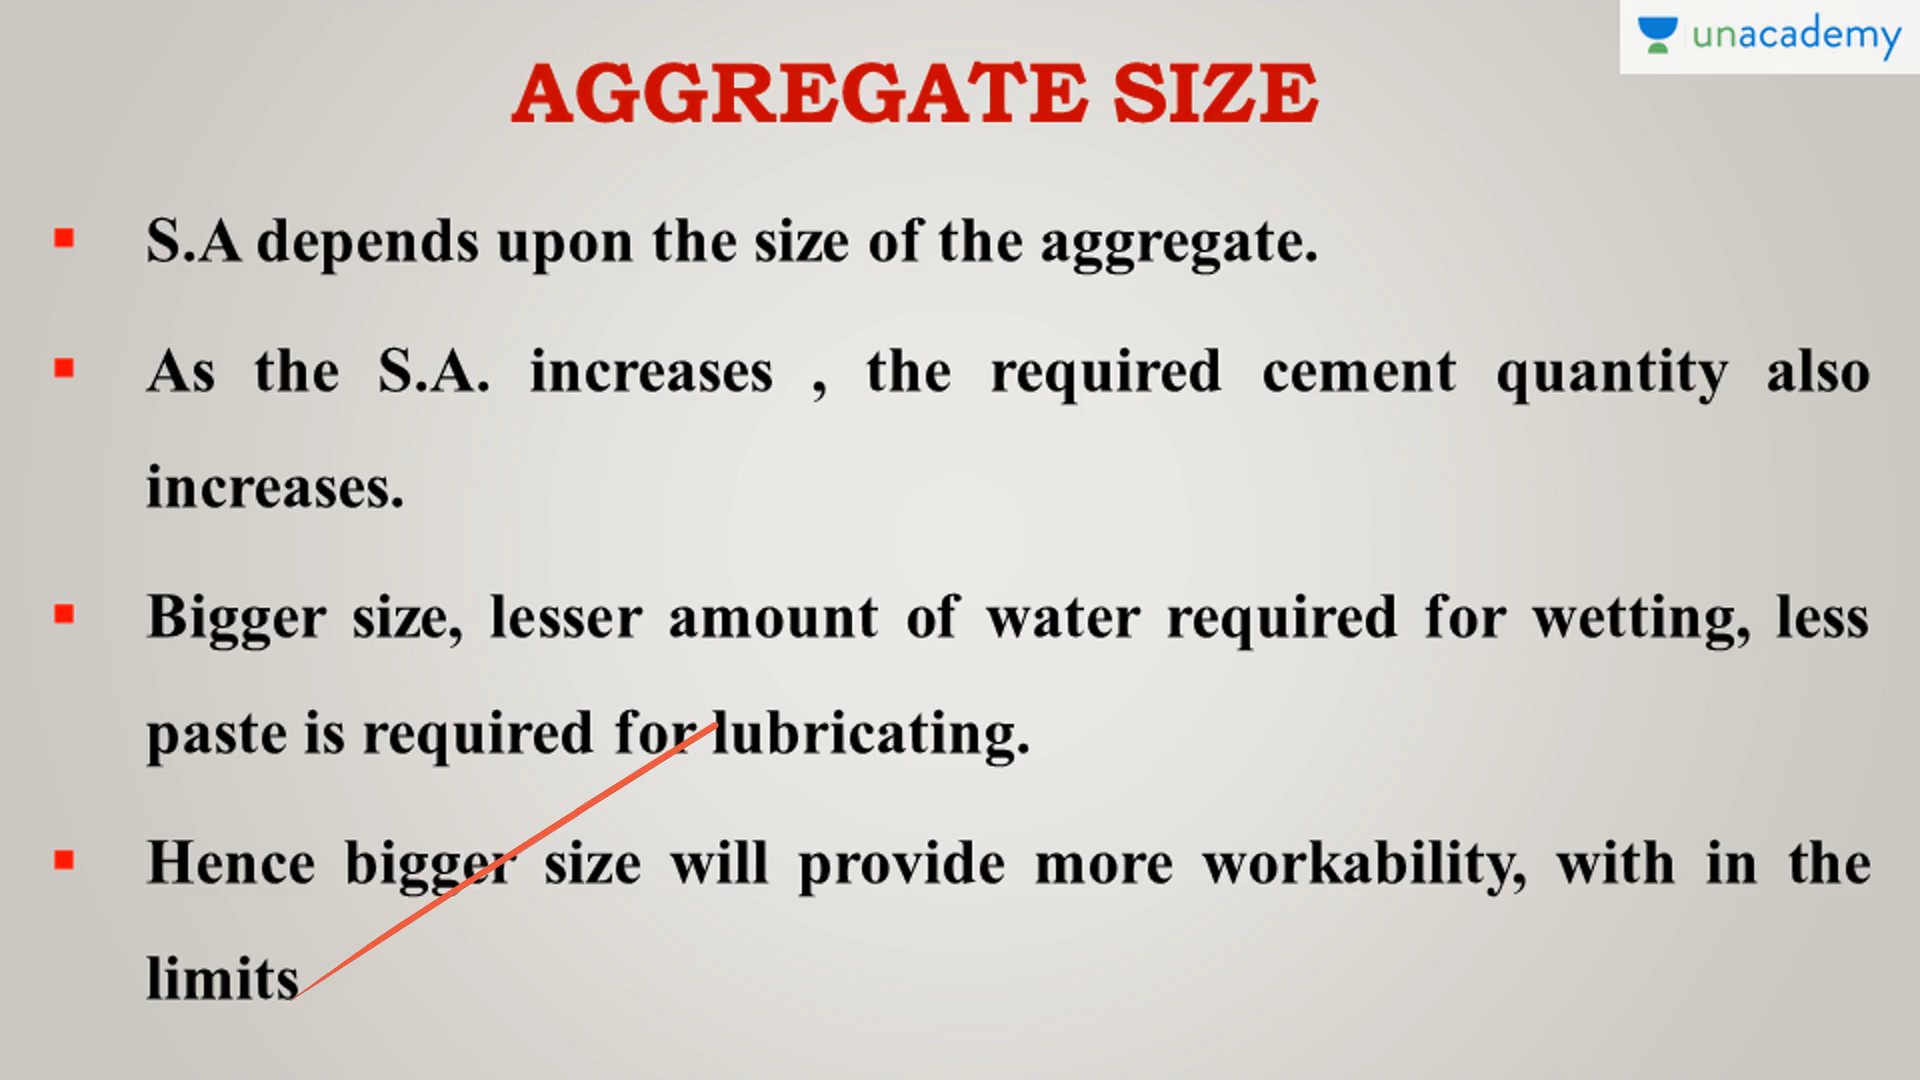 unacademy
AGGREGATE SIZE
▪ S.A depends upon the size of the aggregate.
▪ As the S.A. increases , the required cement quantity also
increases.
▪ Bigger size, lesser amount of water required for wetting, less
paste is required for lubricating.
▪ Hence bigger size will provide more workability, with in the
limits